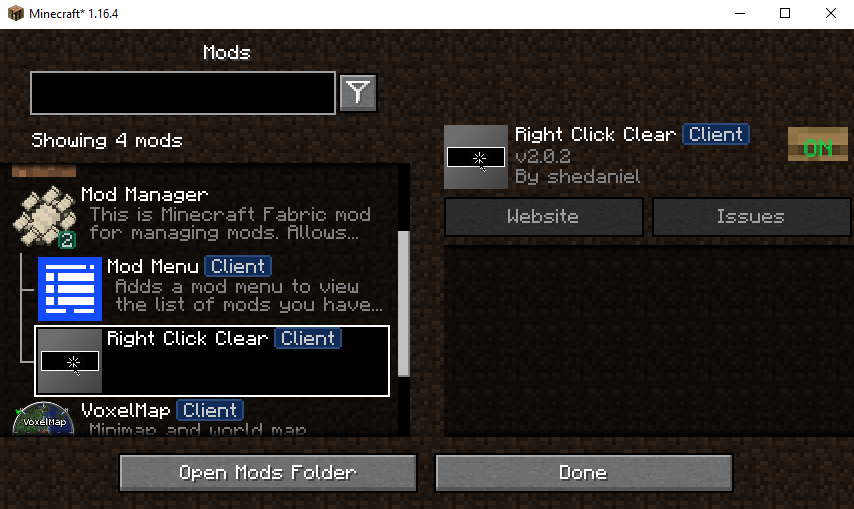 Minecraft* 1.16.4
Mods
Showing 4 mods
Mod Manager
This is Minecraft Fabric mod
for managing mods. Allows...
2
Mod Menu Client
Adds a mod menu to view
the list of mods you have...
Right Click Clear Client
VoxelMap Client
VoxelMap
Minimap and world map
Right Click Clear Client
v2.0.2
By shedaniel
ON
Website
Issues
Open Mods Folder
Done